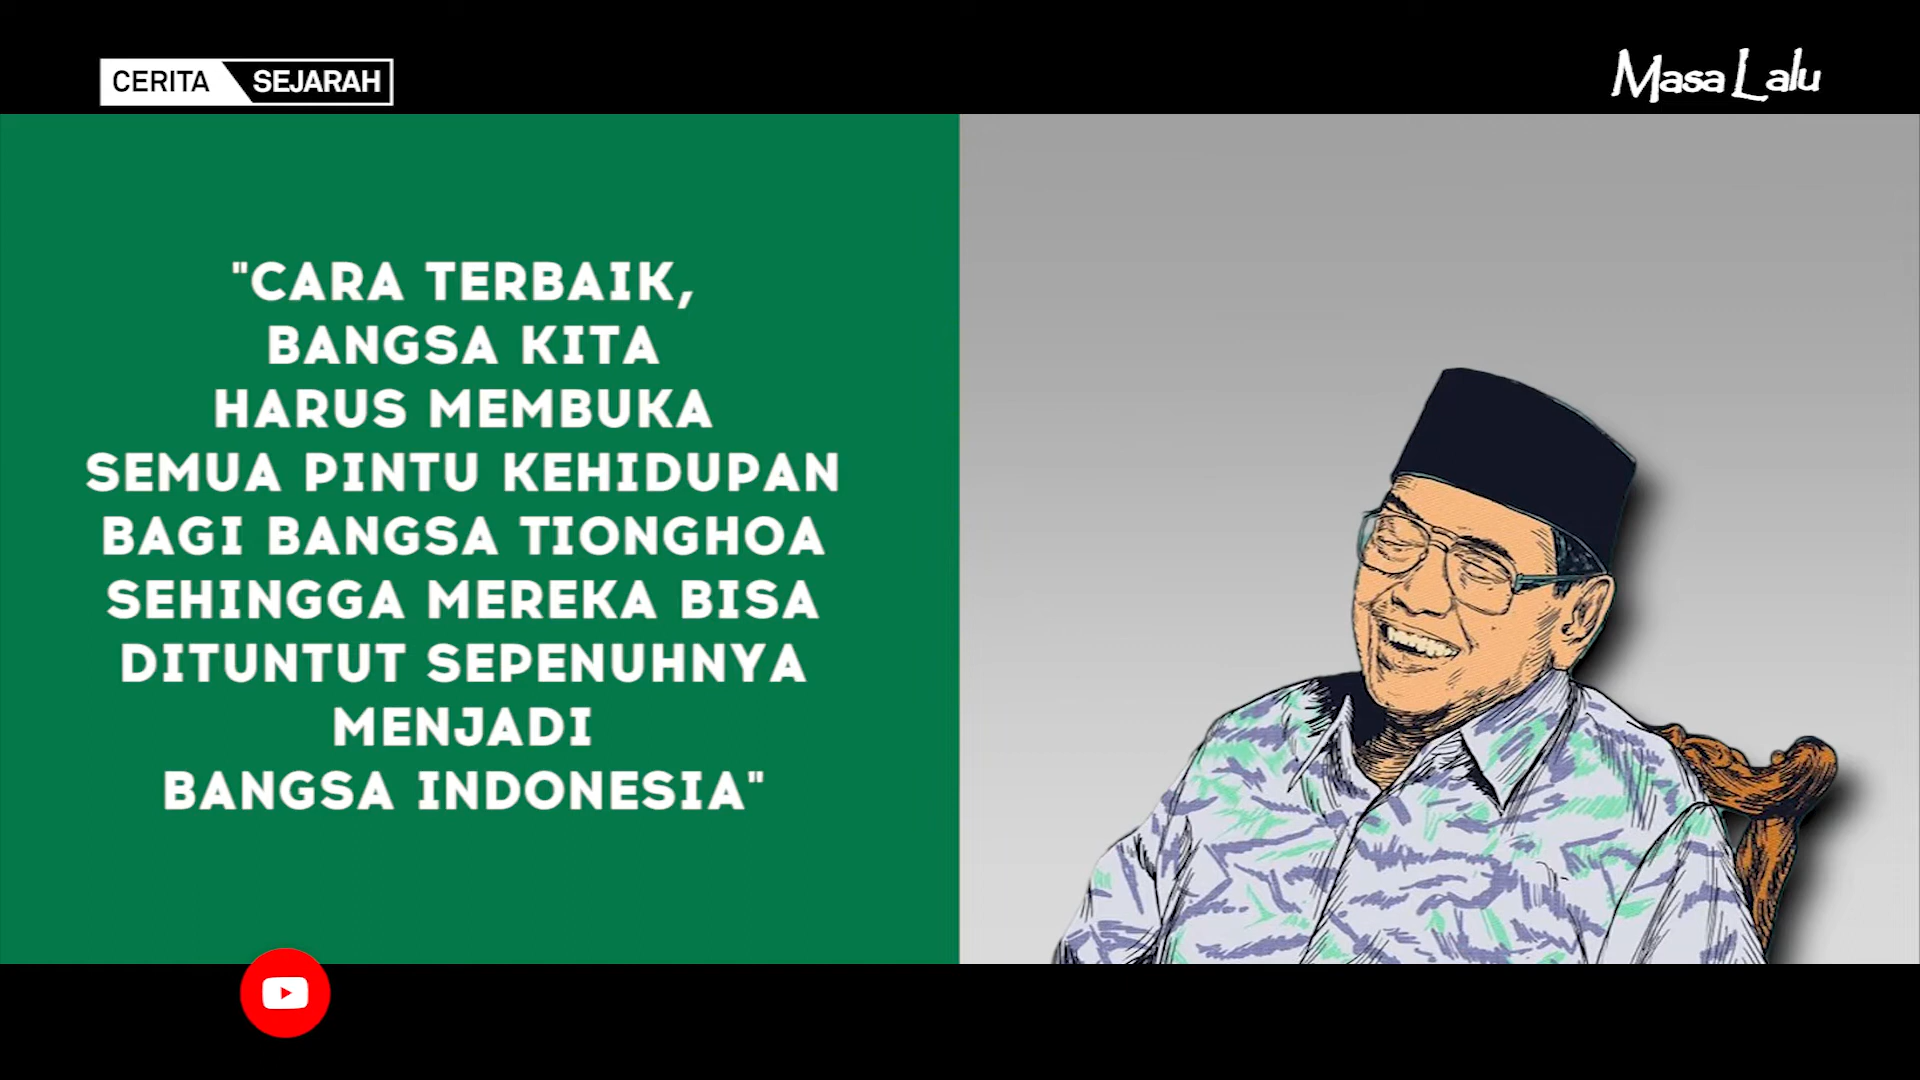 CERITA SEJARAH
Masa Lalu
"CARA TERBAIK,
BANGSA KITA
HARUS MEMBUKA
SEMUA PINTU KEHIDUPAN
BAGI BANGSA TIONGHOA
SEHINGGA MEREKA BISA
DITUNTUT SEPENUHNYA
MENJADI
BANGSA INDONESIA"